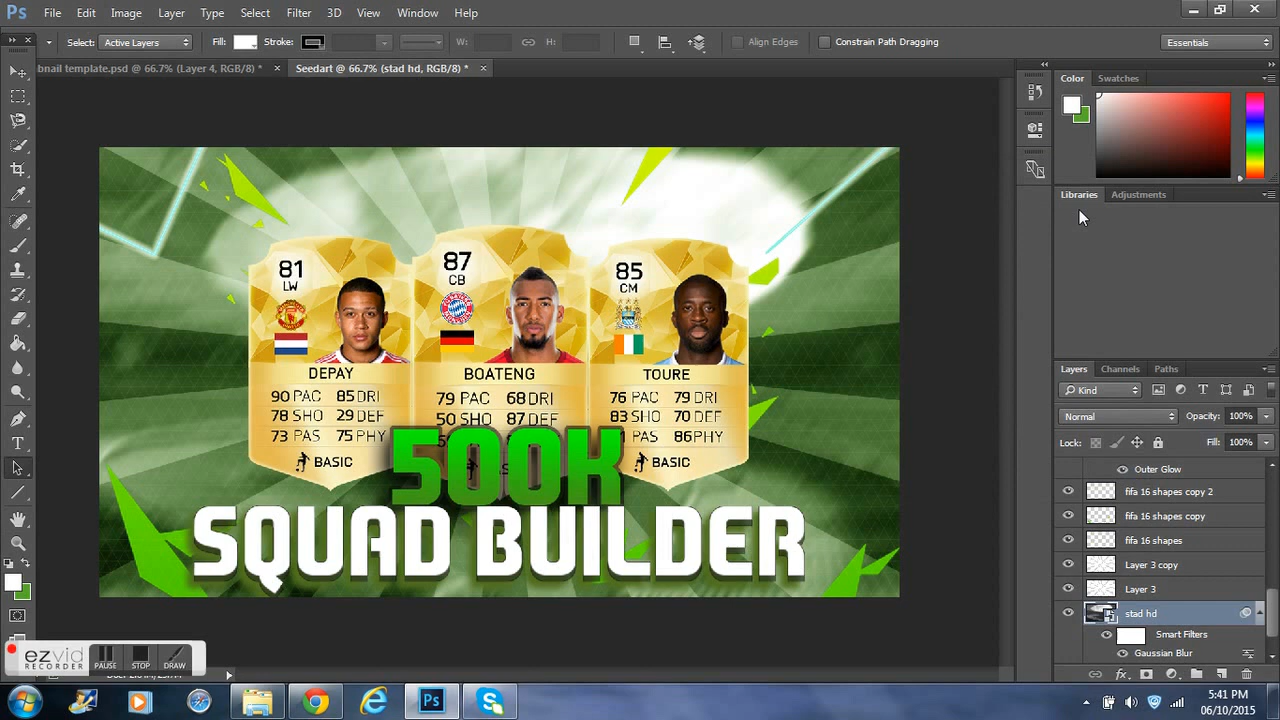 Ps File Edit Image Layer Type Select Filter 3D View Window Help
Select: Active Layers Fill: Stroke: W: H: Align Edges Constrain Path Dragging Essentials
bnail template.psd @ 66.7% (Layer 4, RGB/8) * × Seedart @ 66.7% (stad hd, RGB/8) * ×
Color Swatches
Libraries Adjustments
81
LW
87
CB
85
CM
DEPAY
90 PAC 85 DRI
78 SHO 29 DEF
73 PAS 75 PHY
BASIC
BOATENG
79 PAC 68 DRI
50 SHO 87 DEF
TOURE
76 PAC 79 DRI
83 SHO 70 DEF
PAS 86 PHY
BASIC
500K
SQUAD BUILDER
Layers Channels Paths
Kind
Normal Opacity: 100%
Lock: Fill: 100%
Outer Glow
fifa 16 shapes copy 2
fifa 16 shapes copy
fifa 16 shapes
Layer 3 copy
Layer 3
stad hd
Smart Filters
Gaussian Blur
ezvid
RECORDER
PAUSE STOP DRAW
5:41 PM
06/10/2015